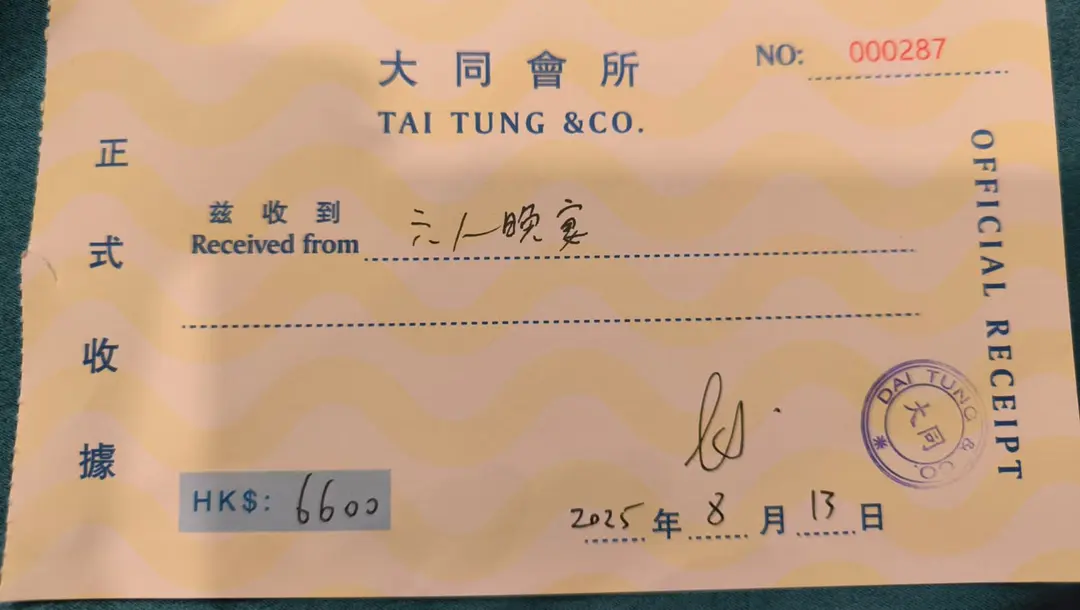 大同會所
TAI TUNG &CO.
NO: 000287
正式收據
茲收到
Received from 六人晚宴
HK$: 6600
2025年8月13日
DAI TUNG & CO.
大同
OFFICIAL RECEIPT